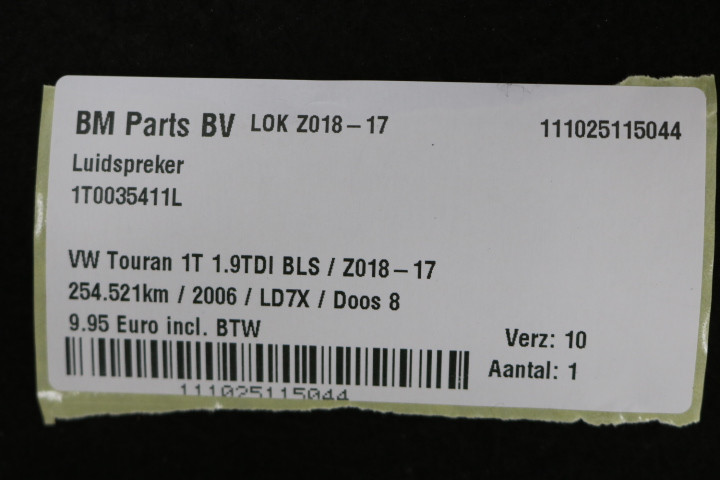 BM Parts BV LOK Z018-17 111025115044
Luidspreker
1T0035411L
VW Touran 1T 1.9TDI BLS / Z018-17
254.521km / 2006 / LD7X / Doos 8
9.95 Euro incl. BTW
Verz: 10
Aantal: 1
111025115044